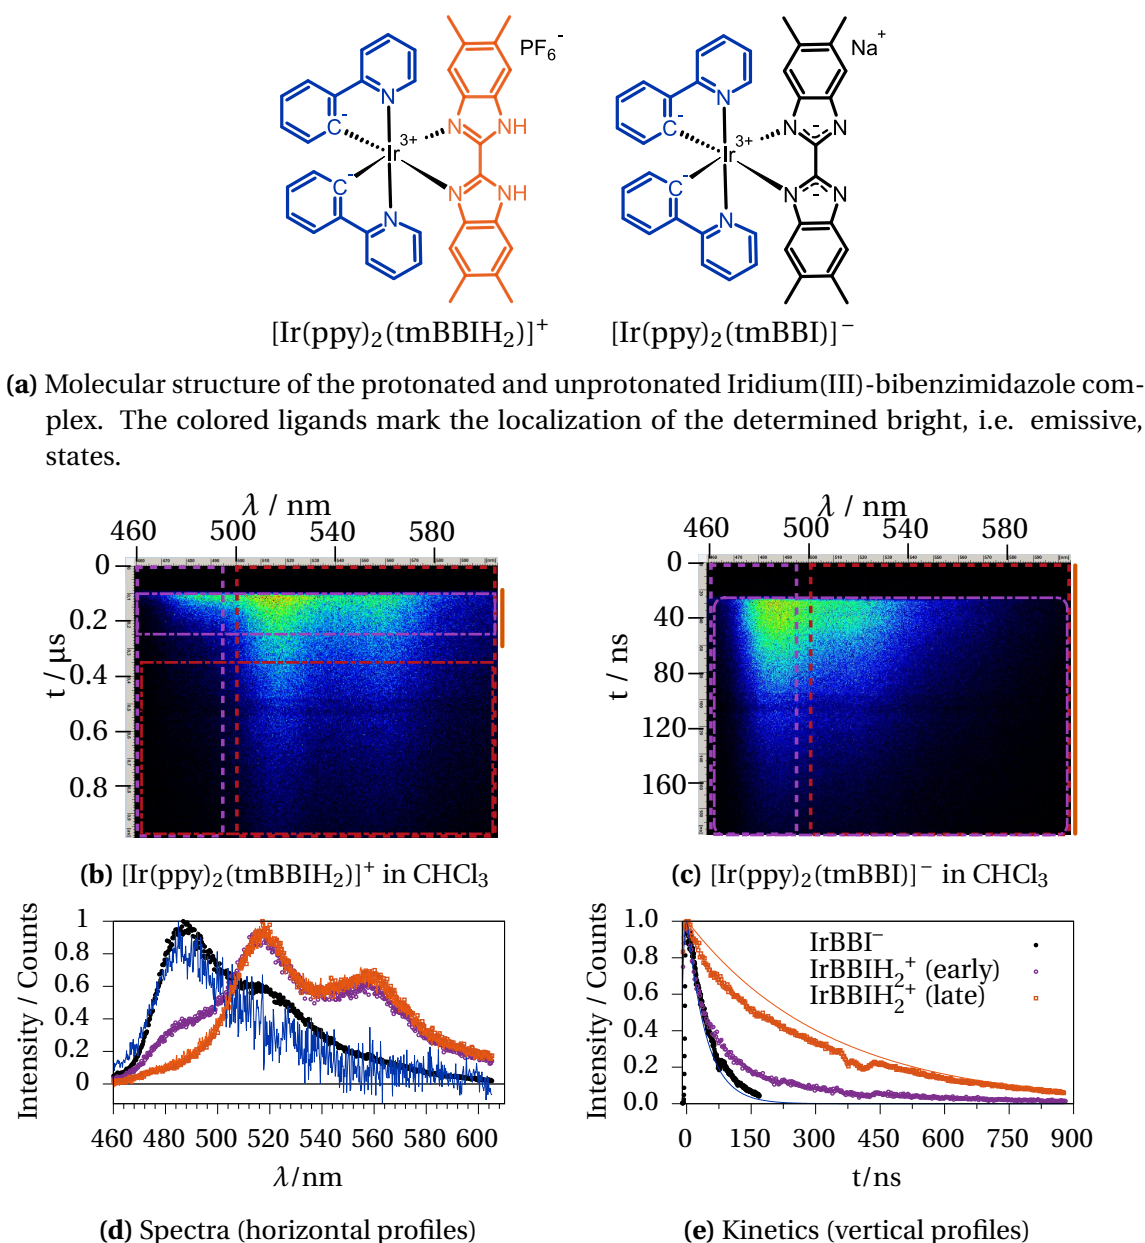 PF6-
Na+
N
C-
Ir3+
N
NH
C-
N
NH
N
N
C-
Ir3+
N
N
C-
N
N
N
[Ir(ppy)2(tmBBIH2)]+
[Ir(ppy)2(tmBBI)]−
(a) Molecular structure of the protonated and unprotonated Iridium(III)-bibenzimidazole com-
plex. The colored ligands mark the localization of the determined bright, i.e. emissive,
states.
λ / nm
460 500 540 580
t / μs
0
0.2
0.4
0.6
0.8
λ / nm
460 500 540 580
t / ns
0
40
80
120
160
(b) [Ir(ppy)2(tmBBIH2)]+ in CHCl3
(c) [Ir(ppy)2(tmBBI)]− in CHCl3
Intensity / Counts
1
0.8
0.6
0.4
0.2
0
460 480 500 520 540 560 580 600
λ/nm
Intensity / Counts
1.0
0.8
0.6
0.4
0.2
0.0
IrBBI−
IrBBIH2+ (early)
IrBBIH2+ (late)
0 150 300 450 600 750 900
t/ns
(d) Spectra (horizontal profiles)
(e) Kinetics (vertical profiles)